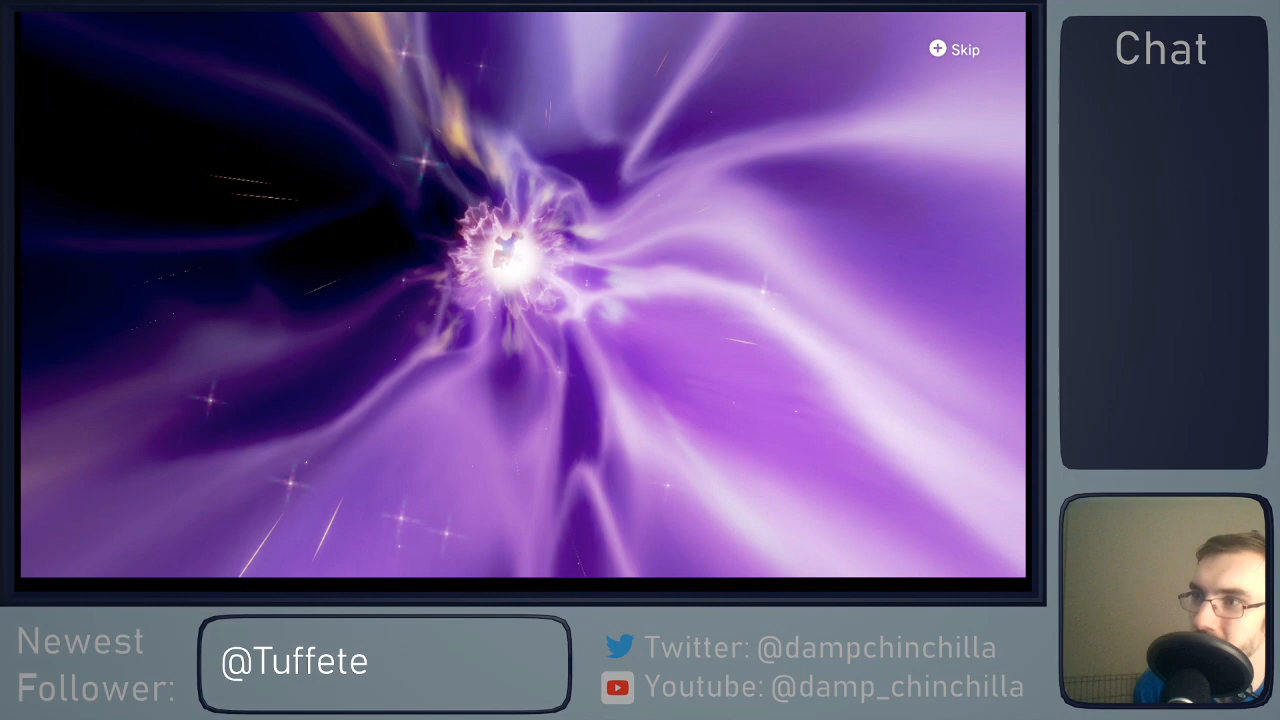 Skip
Chat
Newest
Follower:
@Tuffete
Twitter: @dampchinchilla
Youtube: @damp_chinchilla